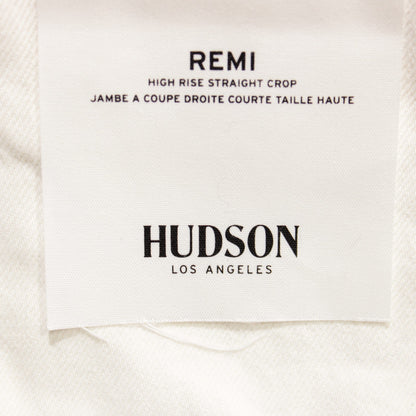 REMI
HIGH RISE STRAIGHT CROP
JAMBE A COUPE DROITE COURTE TAILLE HAUTE
HUDSON
LOS ANGELES